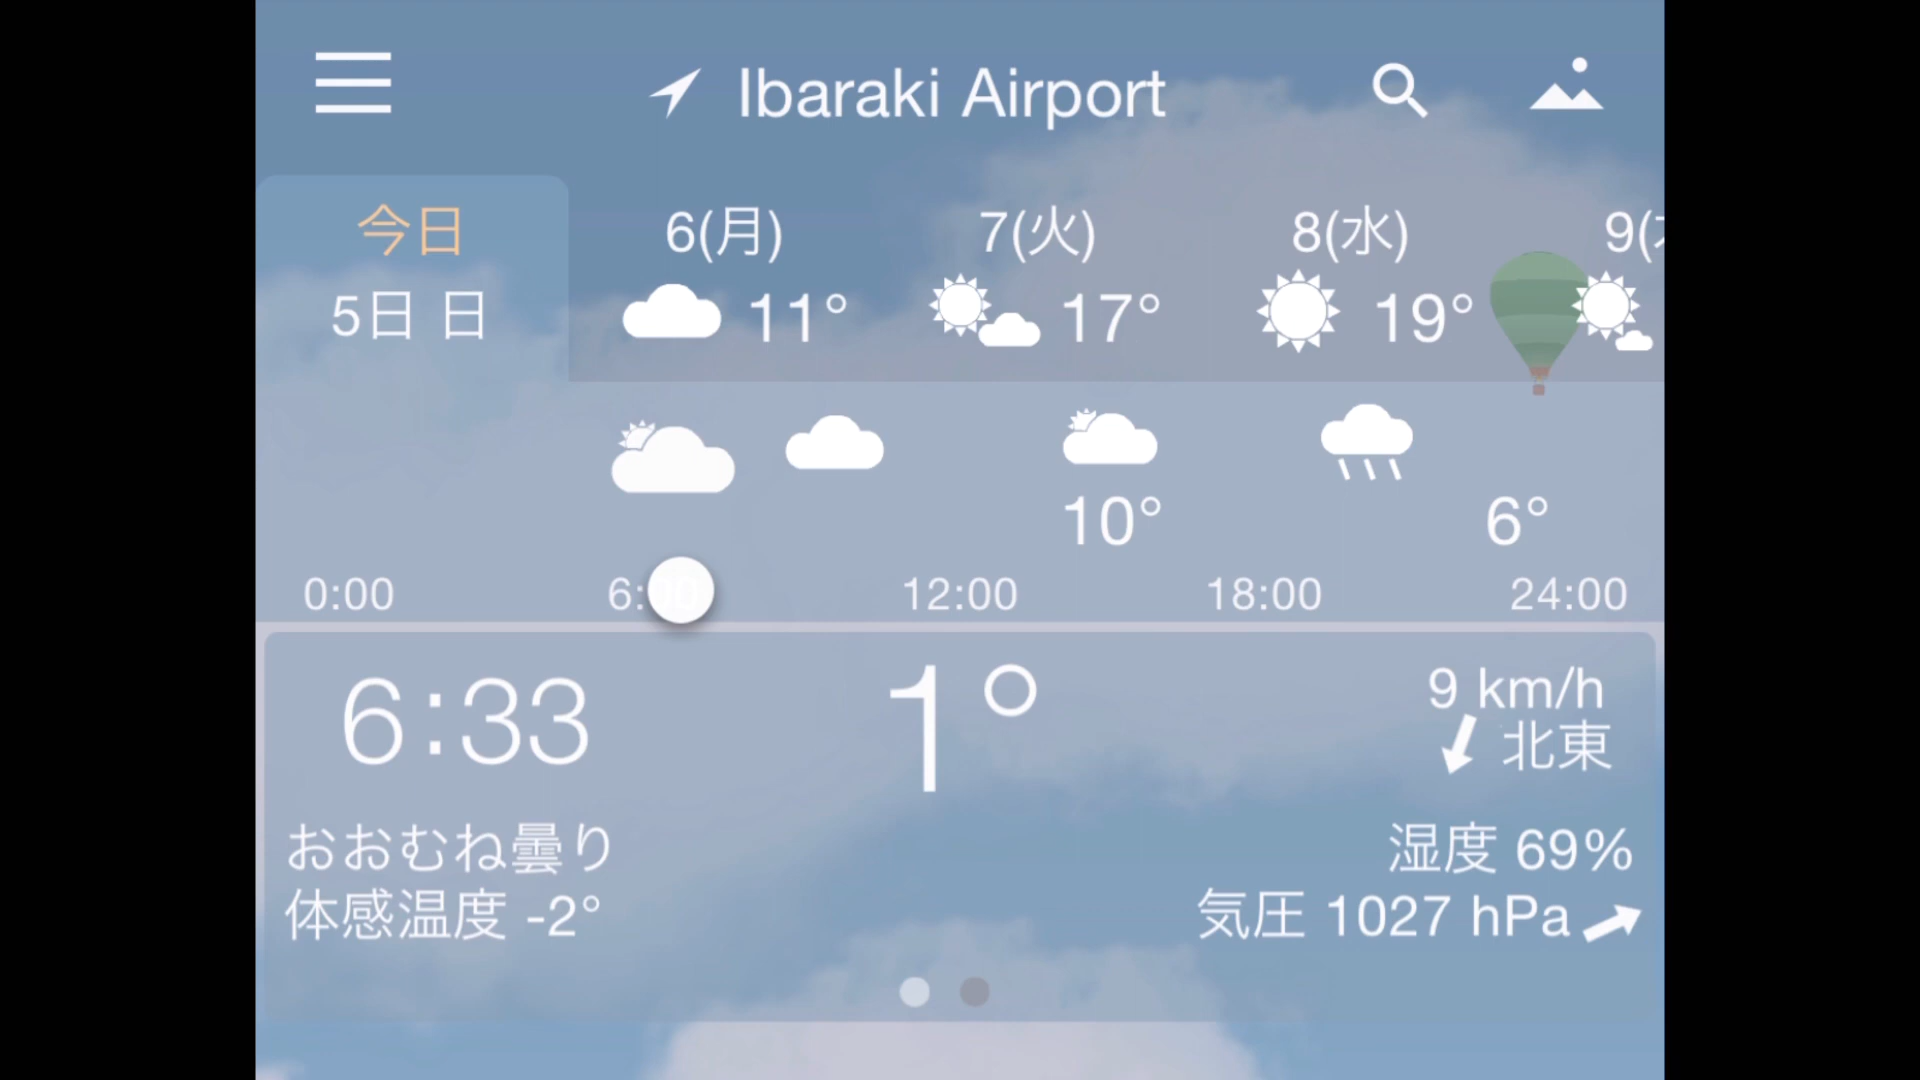 Ibaraki Airport
今日
5日 日
6(月)
11°
7(火)
17°
8(水)
19°
9(
10°
6°
0:00
12:00
18:00
24:00
6:33
1°
9 km/h
北東
おおむね曇り
体感温度 -2°
湿度 69%
気圧 1027 hPa